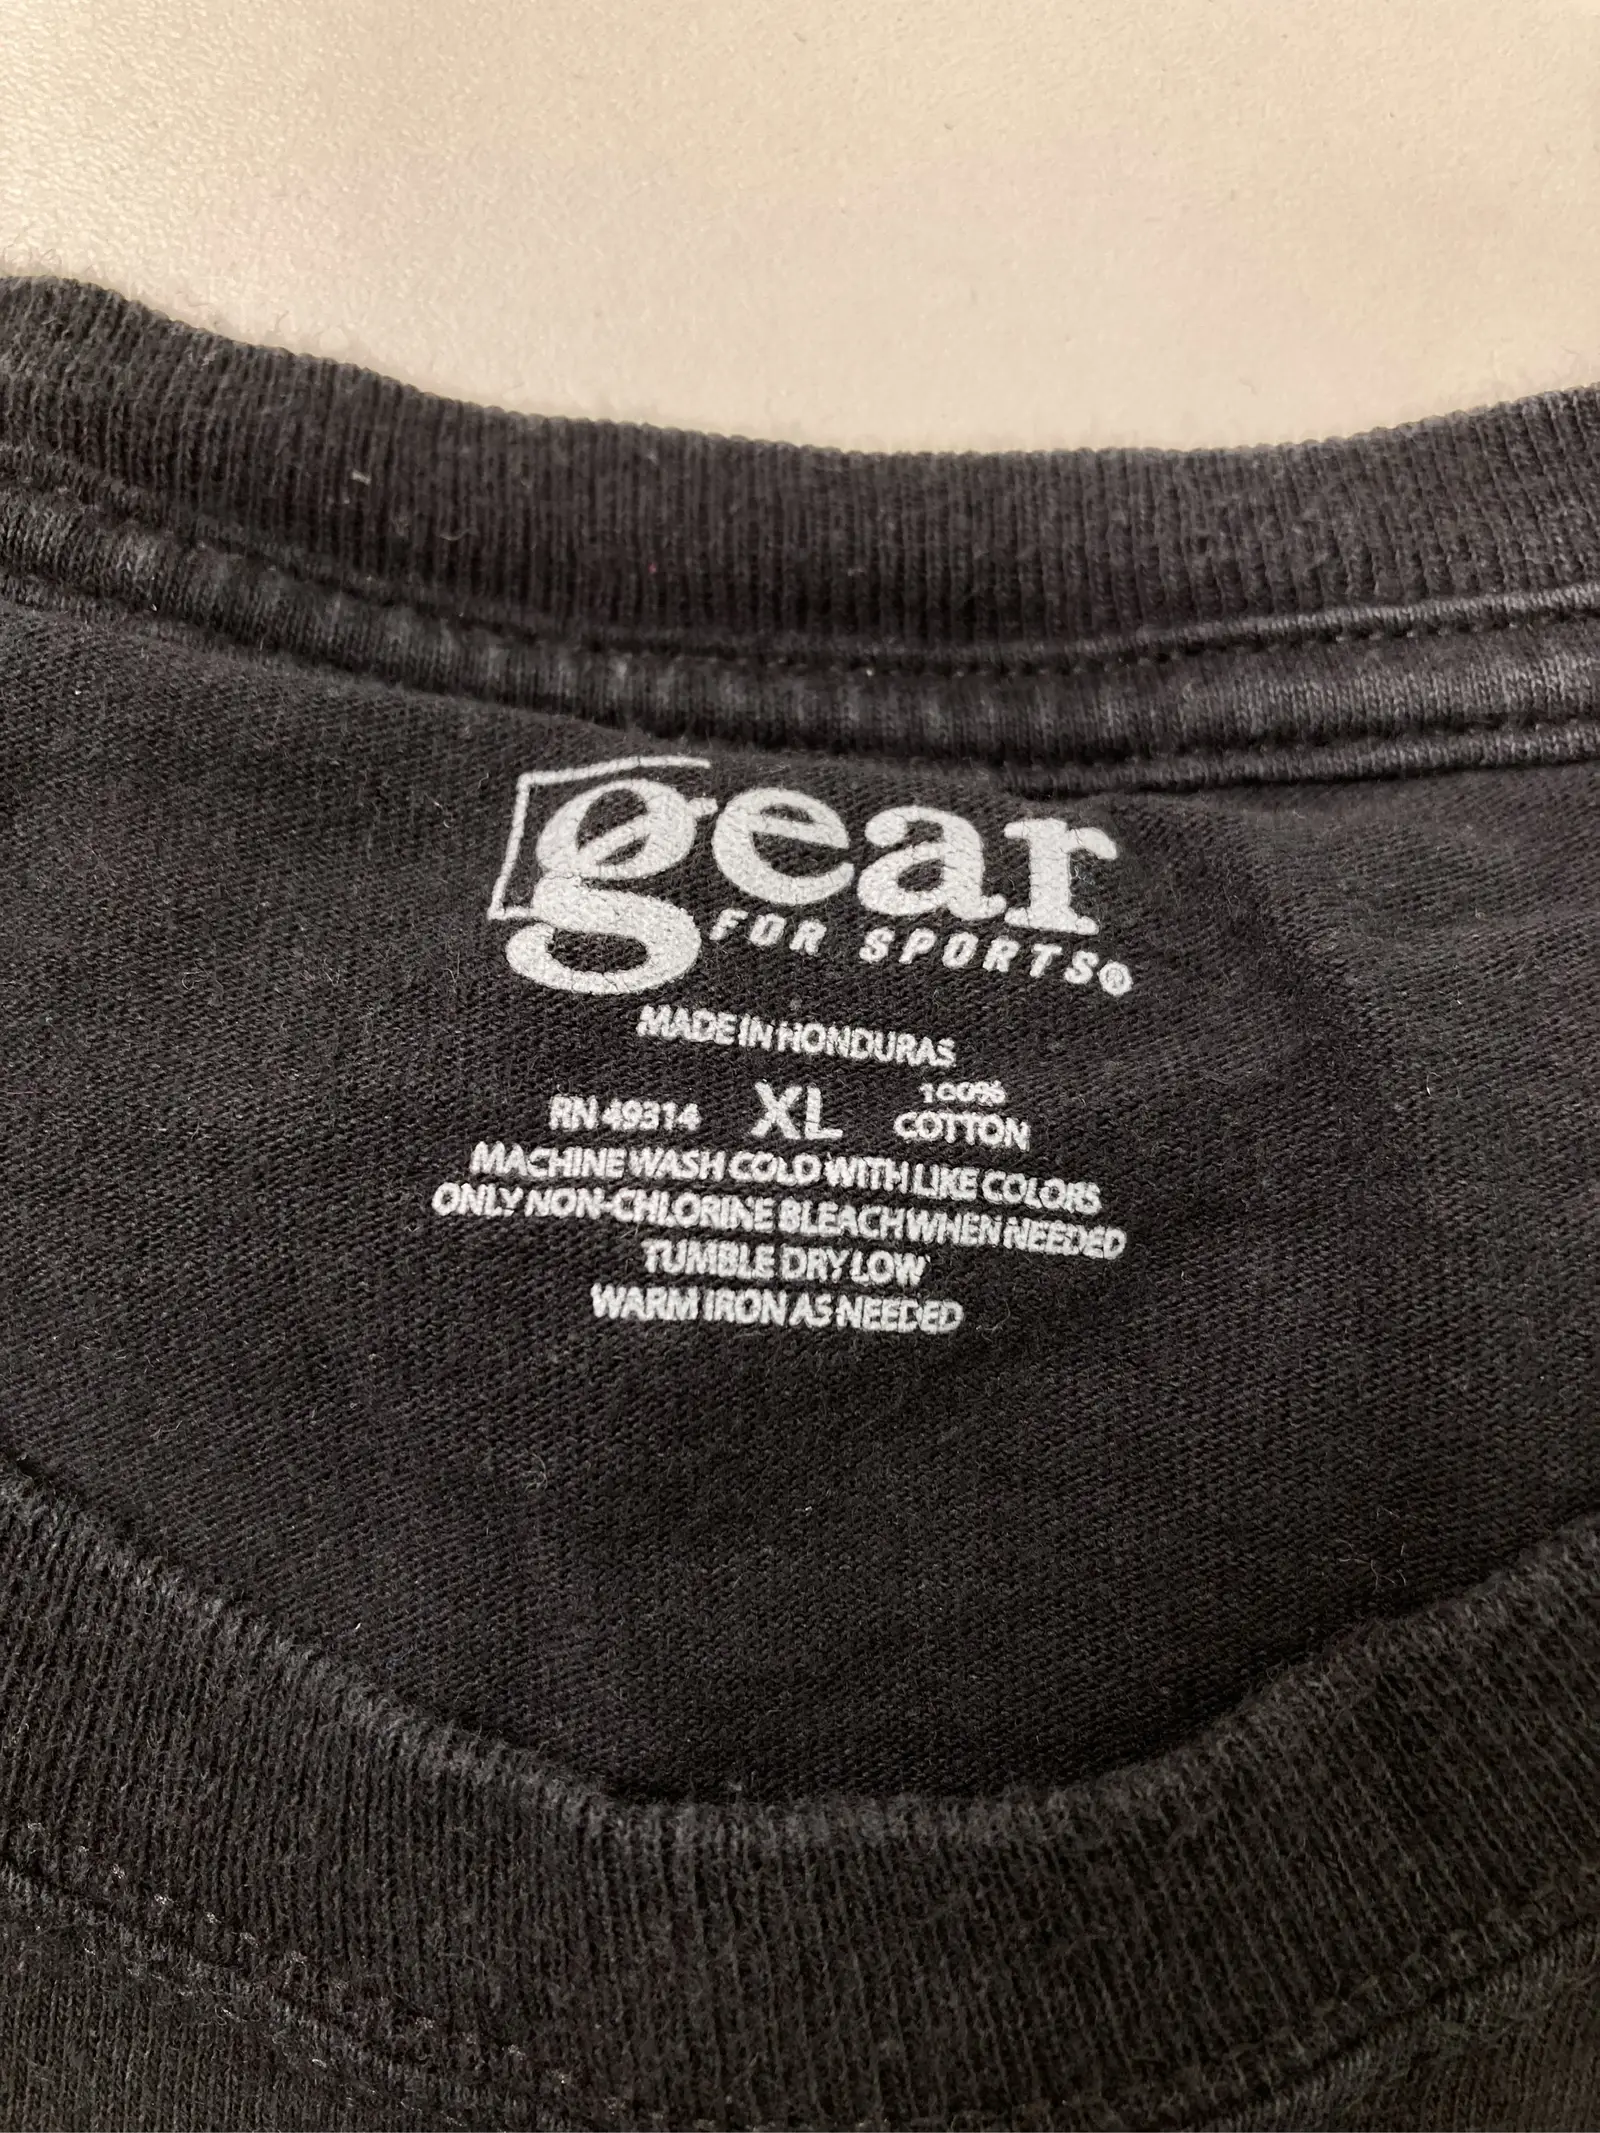 gear
FOR SPORTS®
MADE IN HONDURAS
RN 49314 XL 100% COTTON
MACHINE WASH COLD WITH LIKE COLORS
ONLY NON-CHLORINE BLEACH WHEN NEEDED
TUMBLE DRY LOW
WARM IRON AS NEEDED